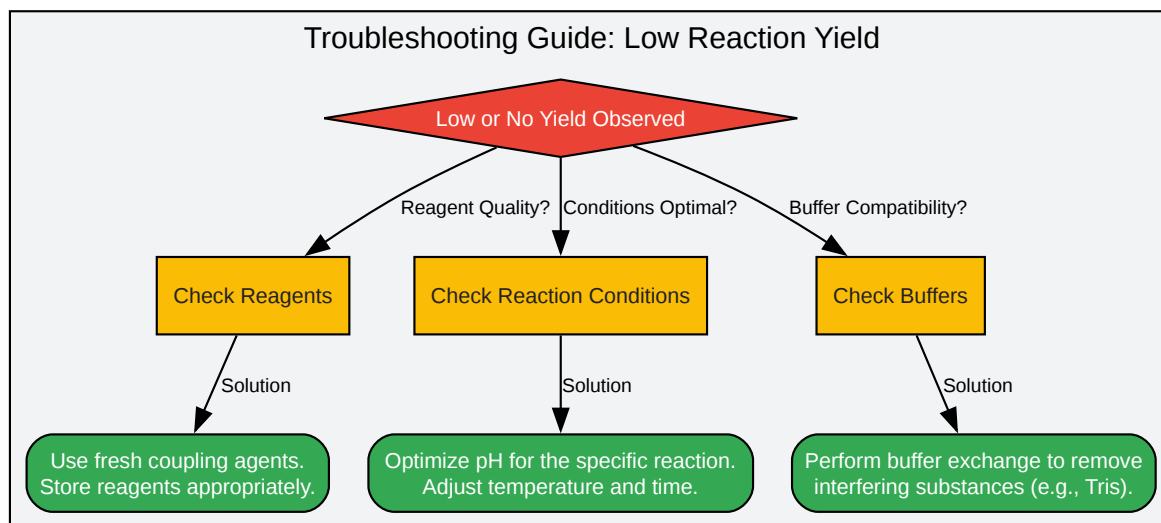 Troubleshooting Guide: Low Reaction Yield
Low or No Yield Observed
Reagent Quality?
Conditions Optimal?
Buffer Compatibility?
Check Reagents
Check Reaction Conditions
Check Buffers
Solution
Solution
Solution
Use fresh coupling agents.
Store reagents appropriately.
Optimize pH for the specific reaction.
Adjust temperature and time.
Perform buffer exchange to remove
interfering substances (e.g., Tris).